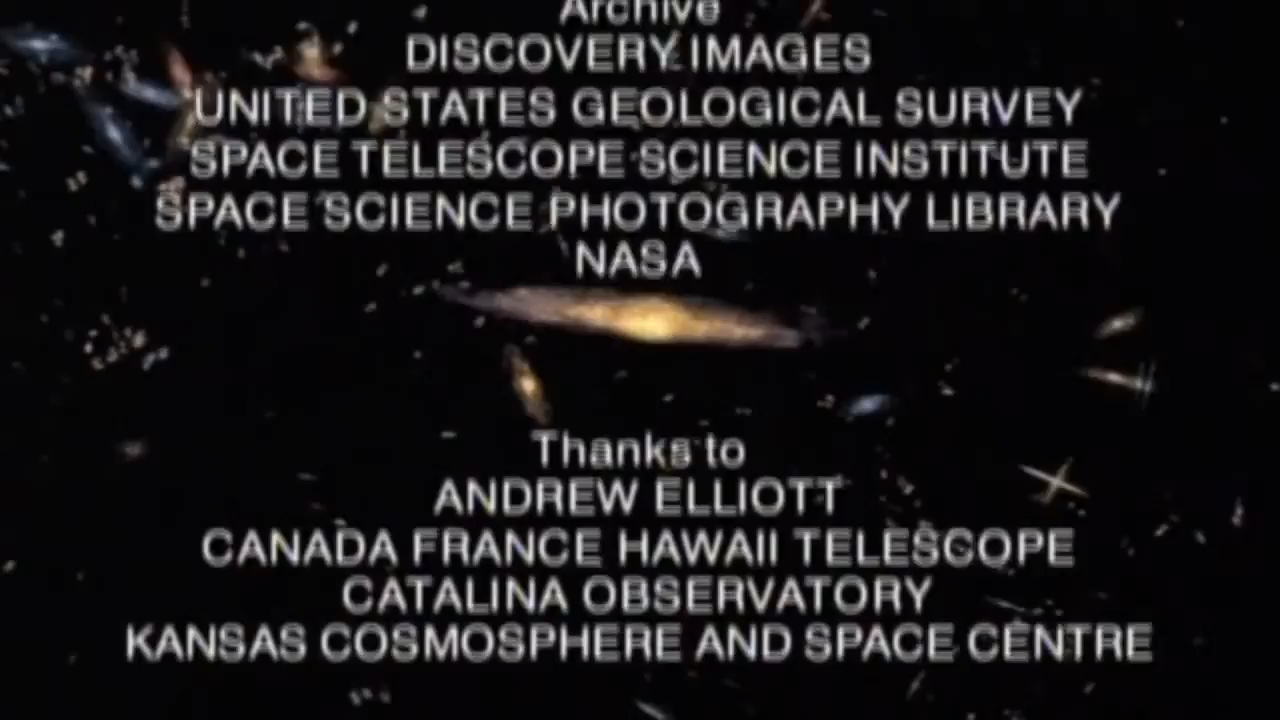 Archive
DISCOVERY IMAGES
UNITED STATES GEOLOGICAL SURVEY
SPACE TELESCOPE SCIENCE INSTITUTE
SPACE SCIENCE PHOTOGRAPHY LIBRARY
NASA
Thanks to
ANDREW ELLIOTT
CANADA FRANCE HAWAII TELESCOPE
CATALINA OBSERVATORY
KANSAS COSMOSPHERE AND SPACE CENTRE